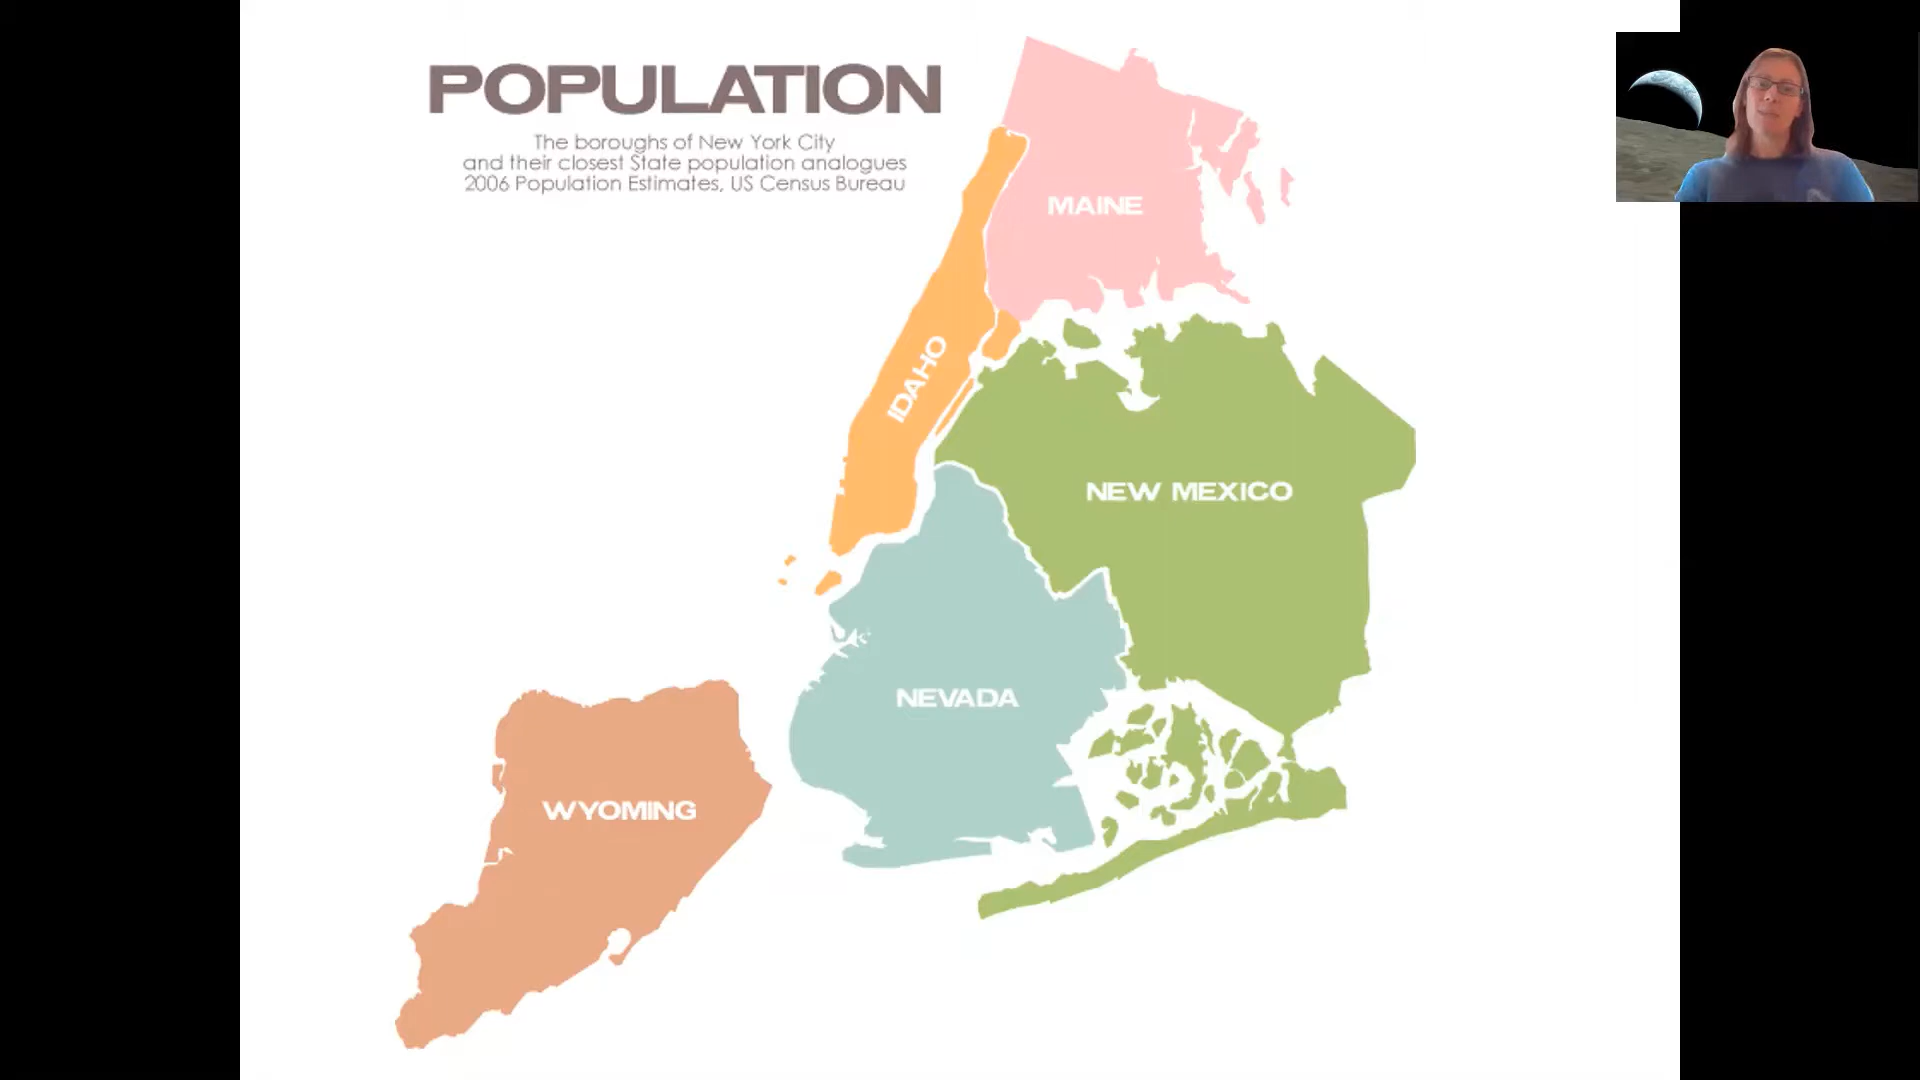 POPULATION
The boroughs of New York City
and their closest State population analogues
2006 Population Estimates, US Census Bureau
MAINE
IDAHO
NEW MEXICO
NEVADA
WYOMING